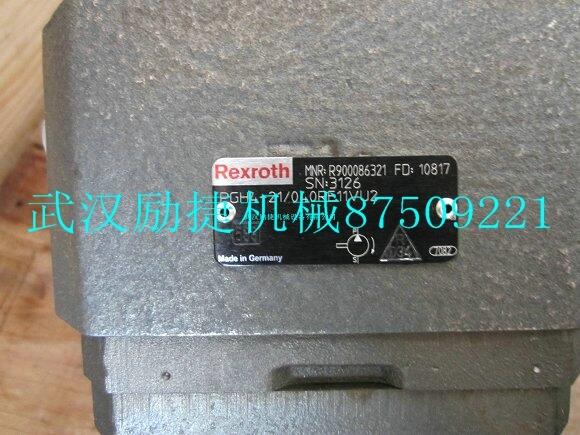 Rexroth MNR: R900086321 FD: 10817
SN:3126
武汉励捷机械87509221
Made in Germany
7082